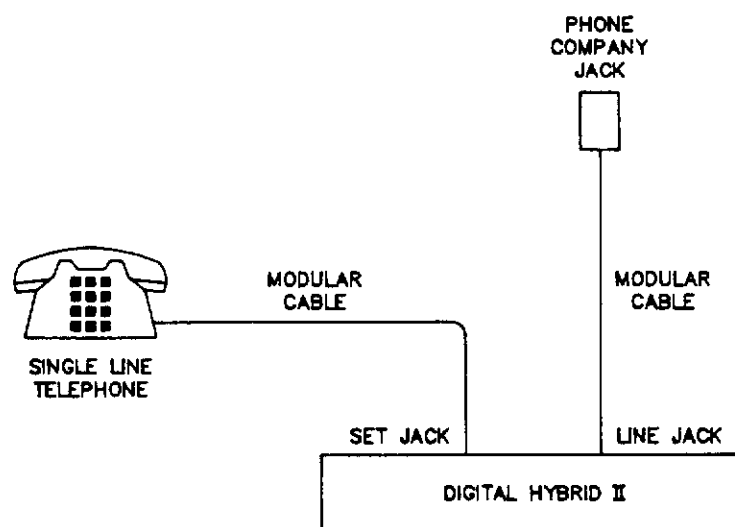 PHONE
COMPANY
JACK
MODULAR
CABLE
MODULAR
CABLE
SINGLE LINE
TELEPHONE
SET JACK
LINE JACK
DIGITAL HYBRID II